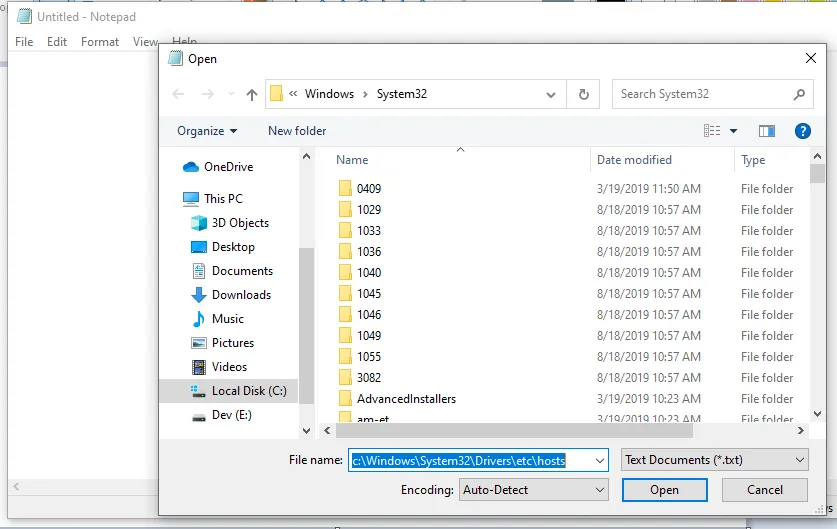 Untitled - Notepad
File Edit Format View Help
Open
« Windows › System32
Search System32
Organize New folder
OneDrive
This PC
3D Objects
Desktop
Documents
Downloads
Music
Pictures
Videos
Local Disk (C:)
Dev (E:)
Name Date modified Type
0409 3/19/2019 11:50 AM File folder
1029 8/18/2019 10:57 AM File folder
1033 8/18/2019 10:57 AM File folder
1036 8/18/2019 10:57 AM File folder
1040 8/18/2019 10:57 AM File folder
1045 8/18/2019 10:57 AM File folder
1046 8/18/2019 10:57 AM File folder
1049 8/18/2019 10:57 AM File folder
1055 8/18/2019 10:57 AM File folder
3082 8/18/2019 10:57 AM File folder
AdvancedInstallers 3/19/2019 10:23 AM File folder
am-et 3/19/2019 10:23 AM File folder
File name: c:\Windows\System32\Drivers\etc\hosts Text Documents (*.txt)
Encoding: Auto-Detect Open Cancel